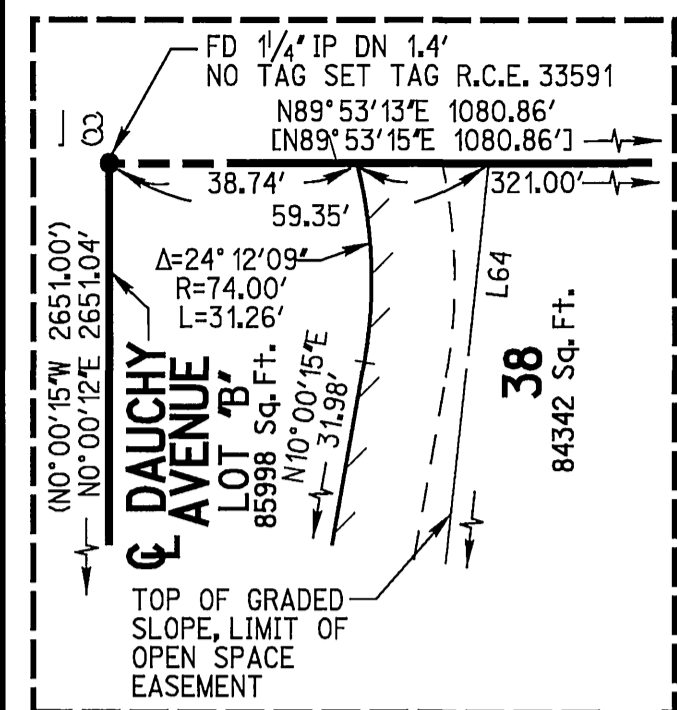 FD 1 1/4" IP DN 1.4'
NO TAG SET TAG R.C.E. 33591
N89°53'13"E 1080.86'
[N89°53'15"E 1080.86']
38.74'
321.00'
59.35'
Δ=24°12'09"
R=74.00'
L=31.26'
L64
(N0°00'15"W 2651.00')
N0°00'12"E 2651.04'
℄ DAUCHY
AVENUE
LOT "B"
85998 Sq.Ft.
N10°00'15"E
31.98'
38
84342 Sq.Ft.
TOP OF GRADED
SLOPE, LIMIT OF
OPEN SPACE
EASEMENT